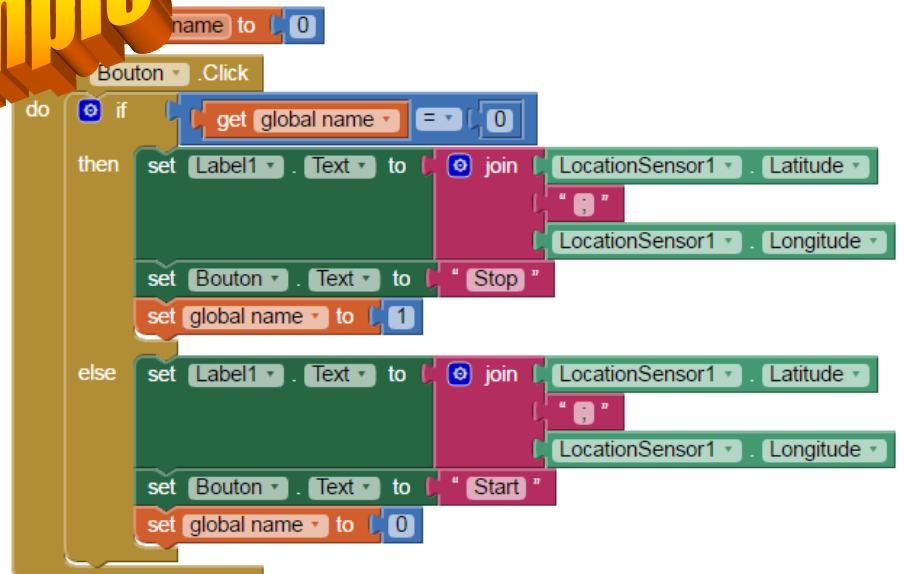 name to 0
Bouton .Click
do if get global name = 0
then set Label1 . Text to join LocationSensor1 . Latitude
" ; "
LocationSensor1 . Longitude
set Bouton . Text to " Stop "
set global name to 1
else set Label1 . Text to join LocationSensor1 . Latitude
" ; "
LocationSensor1 . Longitude
set Bouton . Text to " Start "
set global name to 0